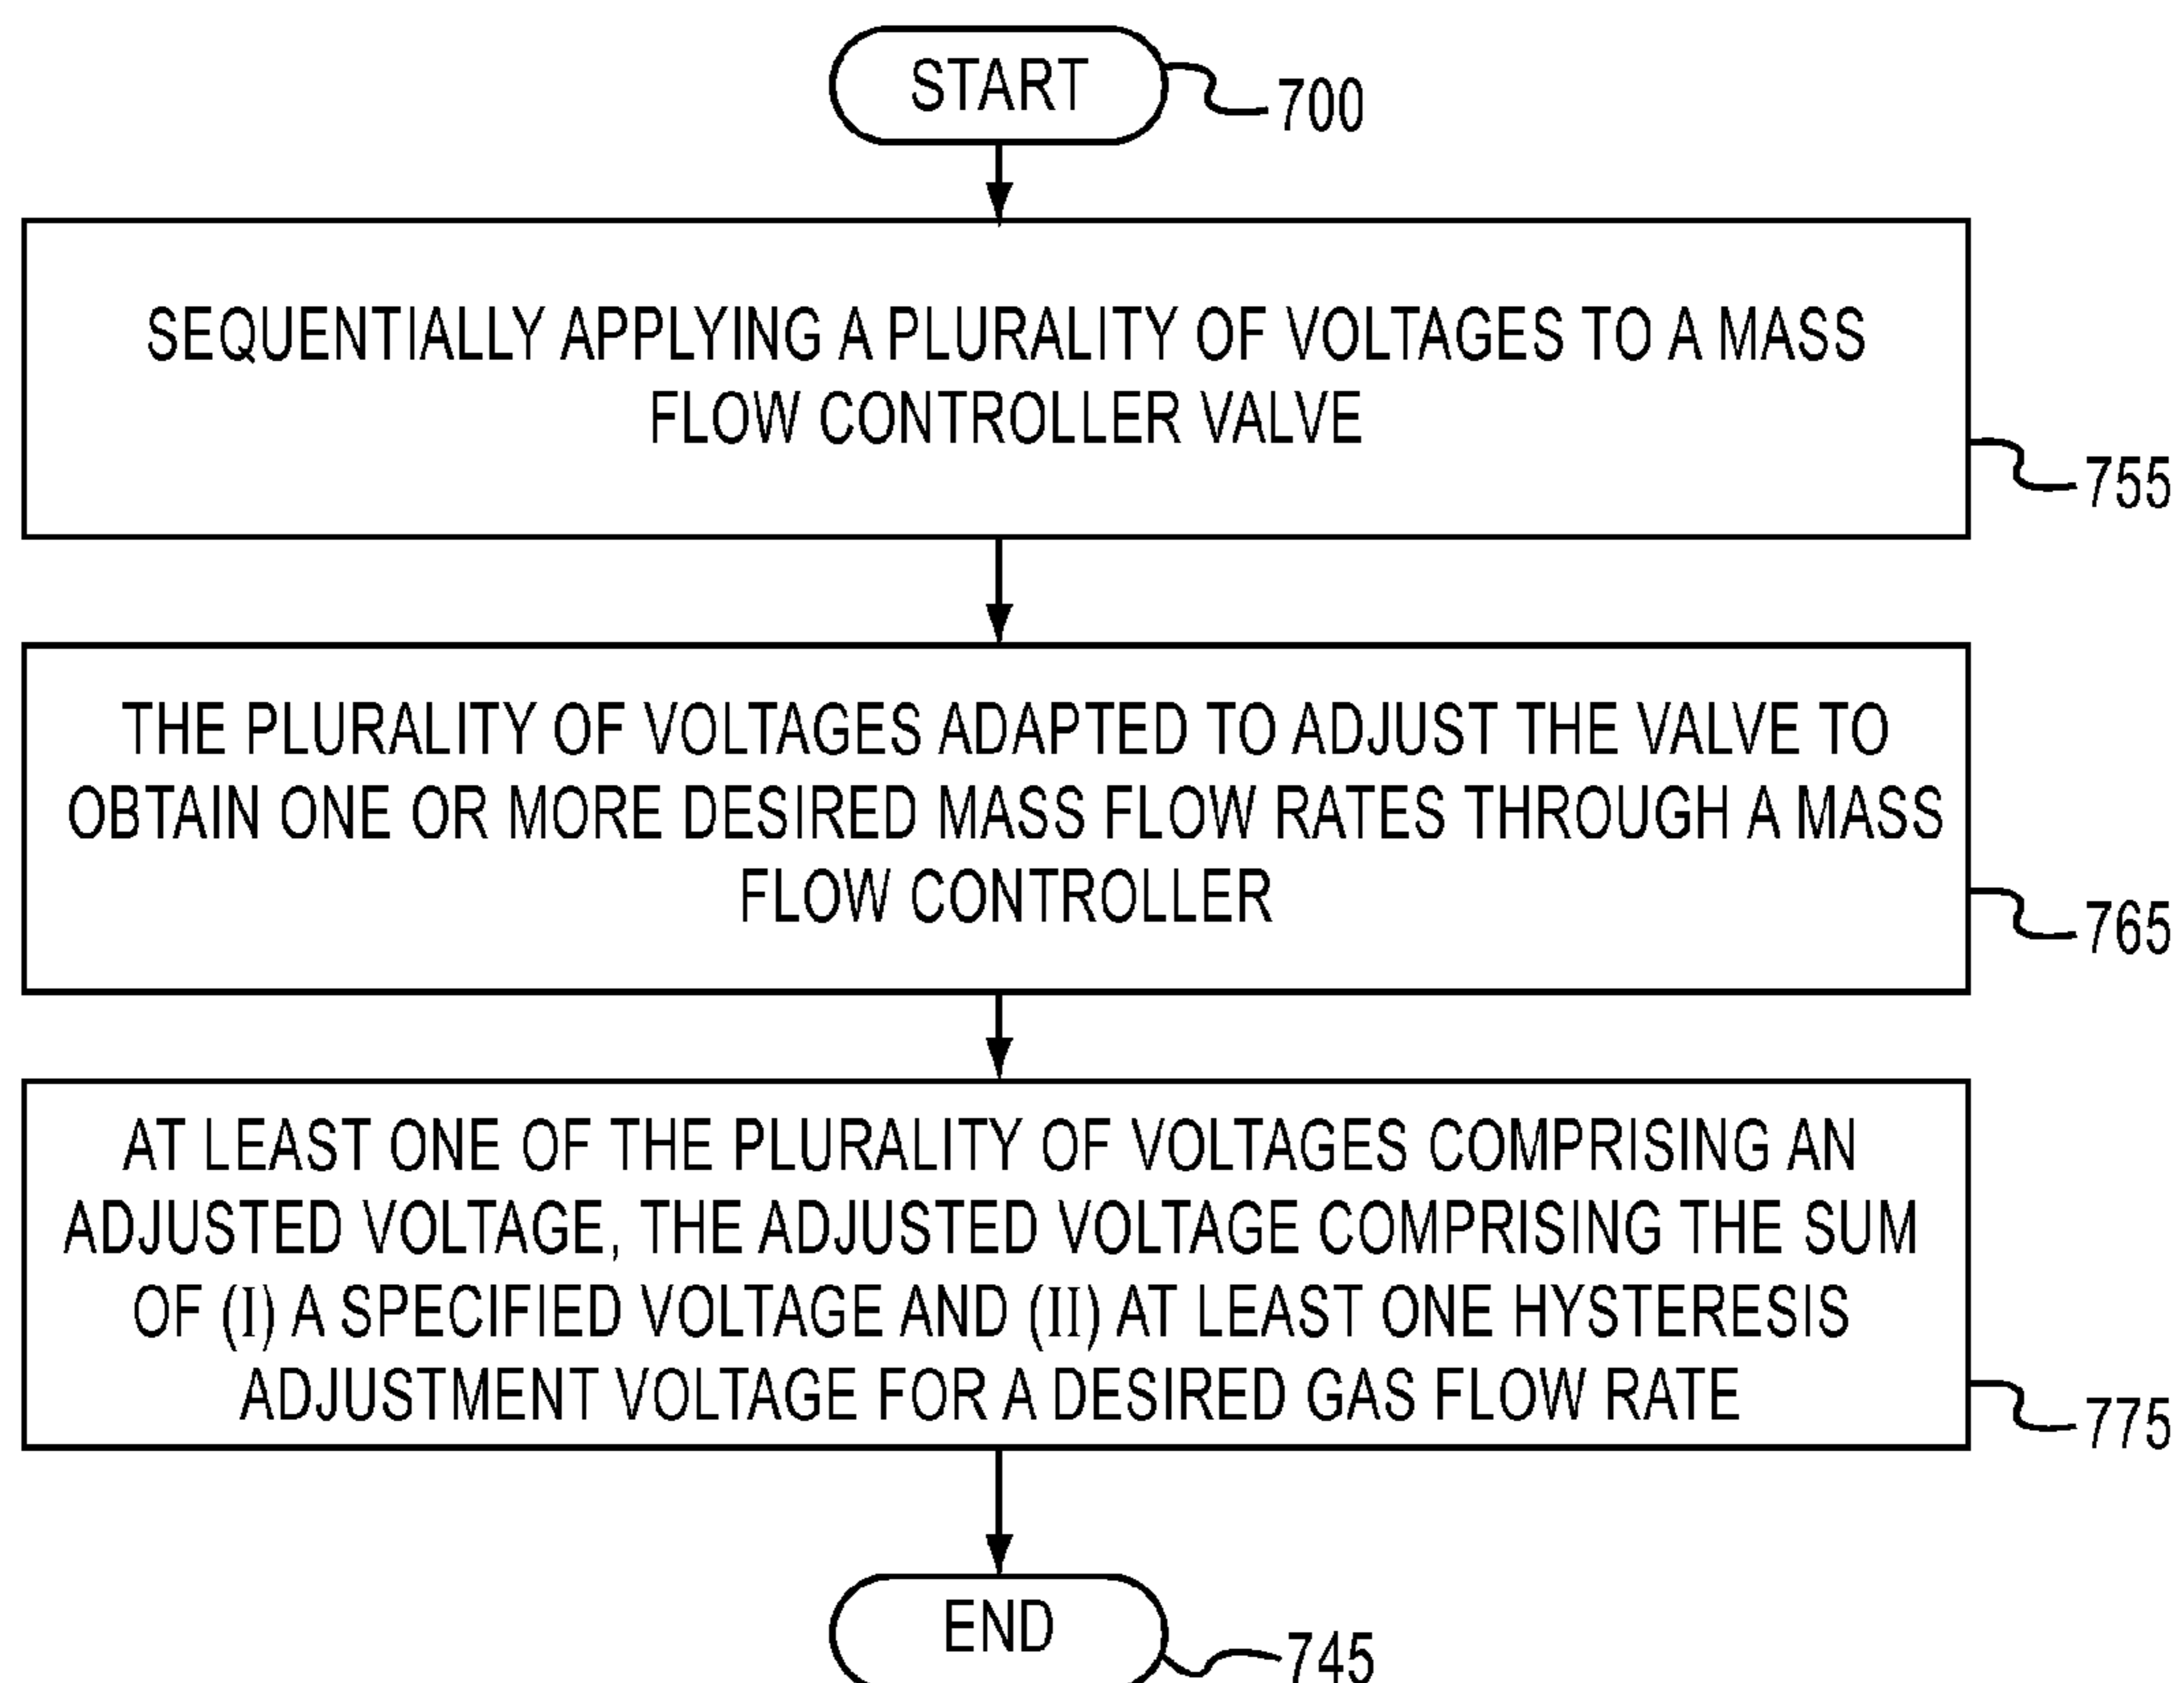 START
700
SEQUENTIALLY APPLYING A PLURALITY OF VOLTAGES TO A MASS
FLOW CONTROLLER VALVE
755
THE PLURALITY OF VOLTAGES ADAPTED TO ADJUST THE VALVE TO
OBTAIN ONE OR MORE DESIRED MASS FLOW RATES THROUGH A MASS
FLOW CONTROLLER
765
AT LEAST ONE OF THE PLURALITY OF VOLTAGES COMPRISING AN
ADJUSTED VOLTAGE, THE ADJUSTED VOLTAGE COMPRISING THE SUM
OF (I) A SPECIFIED VOLTAGE AND (II) AT LEAST ONE HYSTERESIS
ADJUSTMENT VOLTAGE FOR A DESIRED GAS FLOW RATE
775
END
745